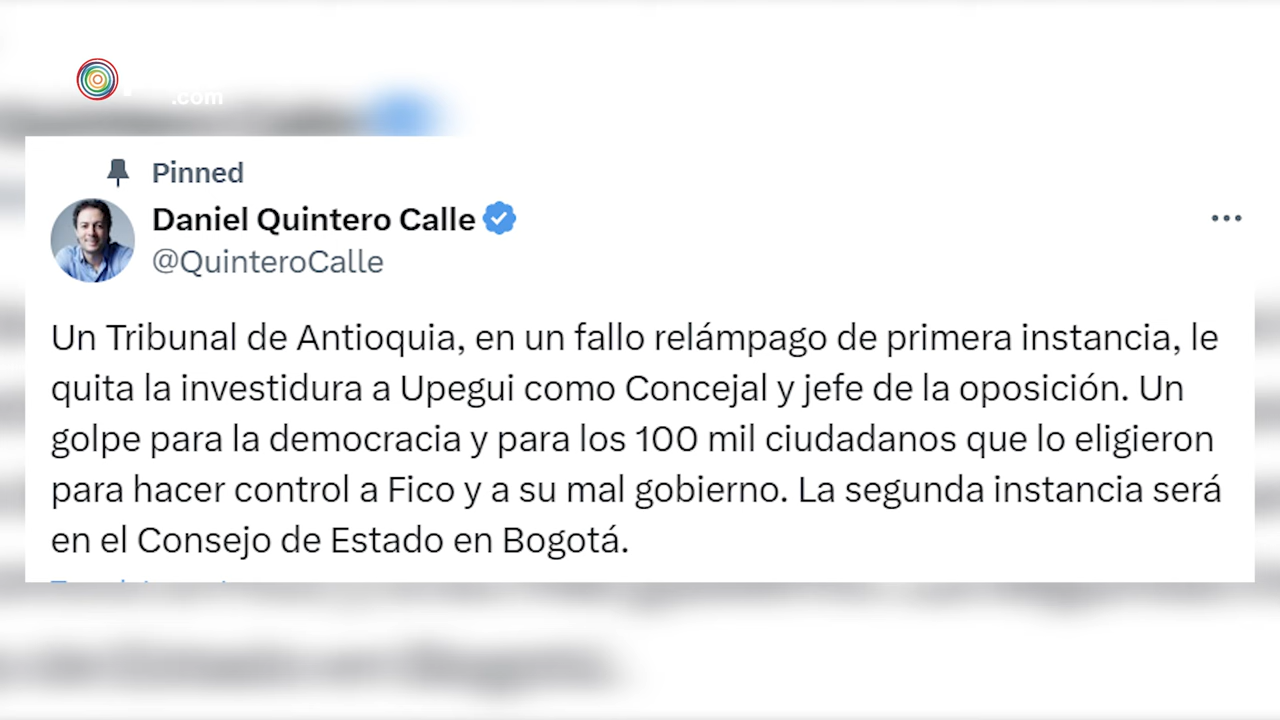 .com
Pinned
Daniel Quintero Calle
@QuinteroCalle
Un Tribunal de Antioquia, en un fallo relámpago de primera instancia, le
quita la investidura a Upegui como Concejal y jefe de la oposición. Un
golpe para la democracia y para los 100 mil ciudadanos que lo eligieron
para hacer control a Fico y a su mal gobierno. La segunda instancia será
en el Consejo de Estado en Bogotá.